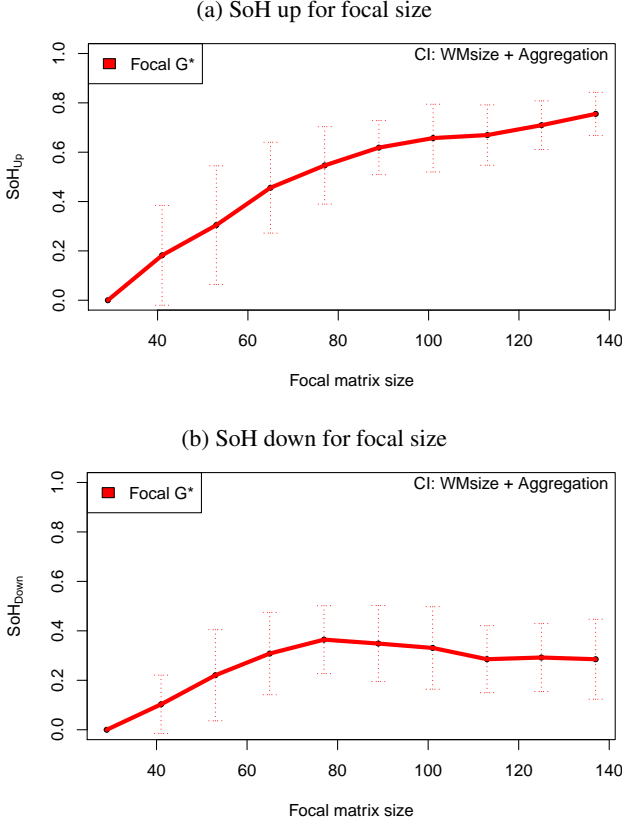 (a) SoH up for focal size
Focal G*
CI: WMsize + Aggregation
1.0
0.8
0.6
0.4
0.2
0.0
SoH_Up
40 60 80 100 120 140
Focal matrix size
(b) SoH down for focal size
Focal G*
CI: WMsize + Aggregation
1.0
0.8
0.6
0.4
0.2
0.0
SoH_Down
40 60 80 100 120 140
Focal matrix size